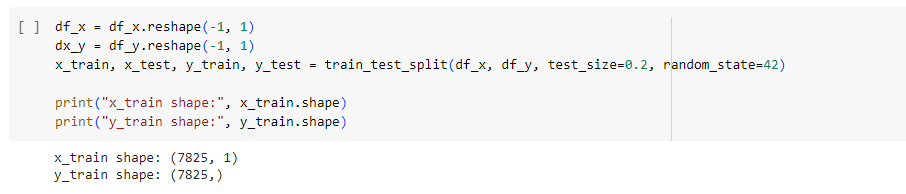 [ ] df_x = df_x.reshape(-1, 1)
dx_y = df_y.reshape(-1, 1)
x_train, x_test, y_train, y_test = train_test_split(df_x, df_y, test_size=0.2, random_state=42)
print("x_train shape:", x_train.shape)
print("y_train shape:", y_train.shape)
x_train shape: (7825, 1)
y_train shape: (7825,)